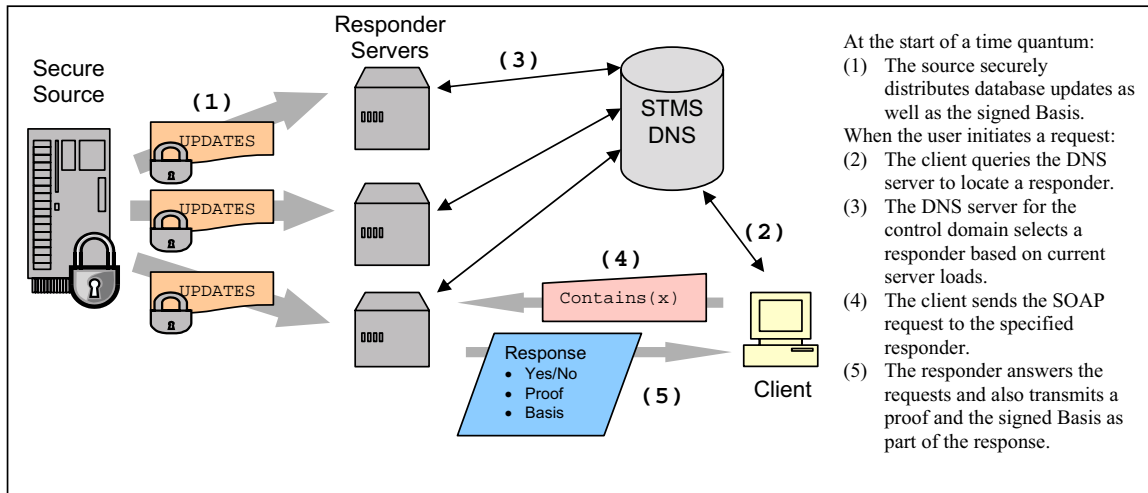 Secure
Source
(1)
UPDATES
UPDATES
UPDATES
Responder
Servers
(3)
STMS
DNS
(2)
(4)
Contains(x)
Response
• Yes/No
• Proof
• Basis
(5)
Client
At the start of a time quantum:
(1) The source securely
distributes database updates as
well as the signed Basis.
When the user initiates a request:
(2) The client queries the DNS
server to locate a responder.
(3) The DNS server for the
control domain selects a
responder based on current
server loads.
(4) The client sends the SOAP
request to the specified
responder.
(5) The responder answers the
requests and also transmits a
proof and the signed Basis as
part of the response.